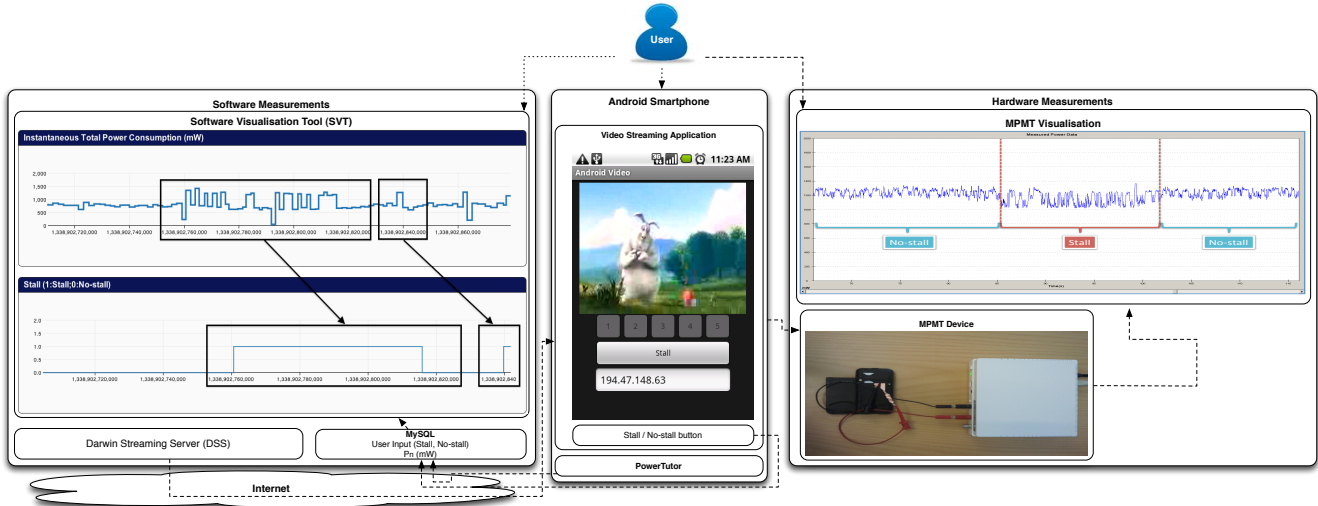 User
Software Measurements
Software Visualisation Tool (SVT)
Instantaneous Total Power Consumption (mW)
2,000
1,500
1,000
500
0
1,338,902,720,000 1,338,902,740,000 1,338,902,760,000 1,338,902,780,000 1,338,902,800,000 1,338,902,820,000 1,338,902,840,000 1,338,902,860,000
Stall (1:Stall;0:No-stall)
2.0
1.5
1.0
0.5
0.0
1,338,902,720,000 1,338,902,740,000 1,338,902,760,000 1,338,902,780,000 1,338,902,800,000 1,338,902,820,000 1,338,902,840
Darwin Streaming Server (DSS)
MySQL
User Input (Stall, No-stall)
Pn (mW)
Internet
Android Smartphone
Video Streaming Application
3G 11:23 AM
Android Video
1 2 3 4 5
Stall
194.47.148.63
Stall / No-stall button
PowerTutor
Hardware Measurements
MPMT Visualisation
Measured Power Data
No-stall Stall No-stall
Time(s)
MPMT Device